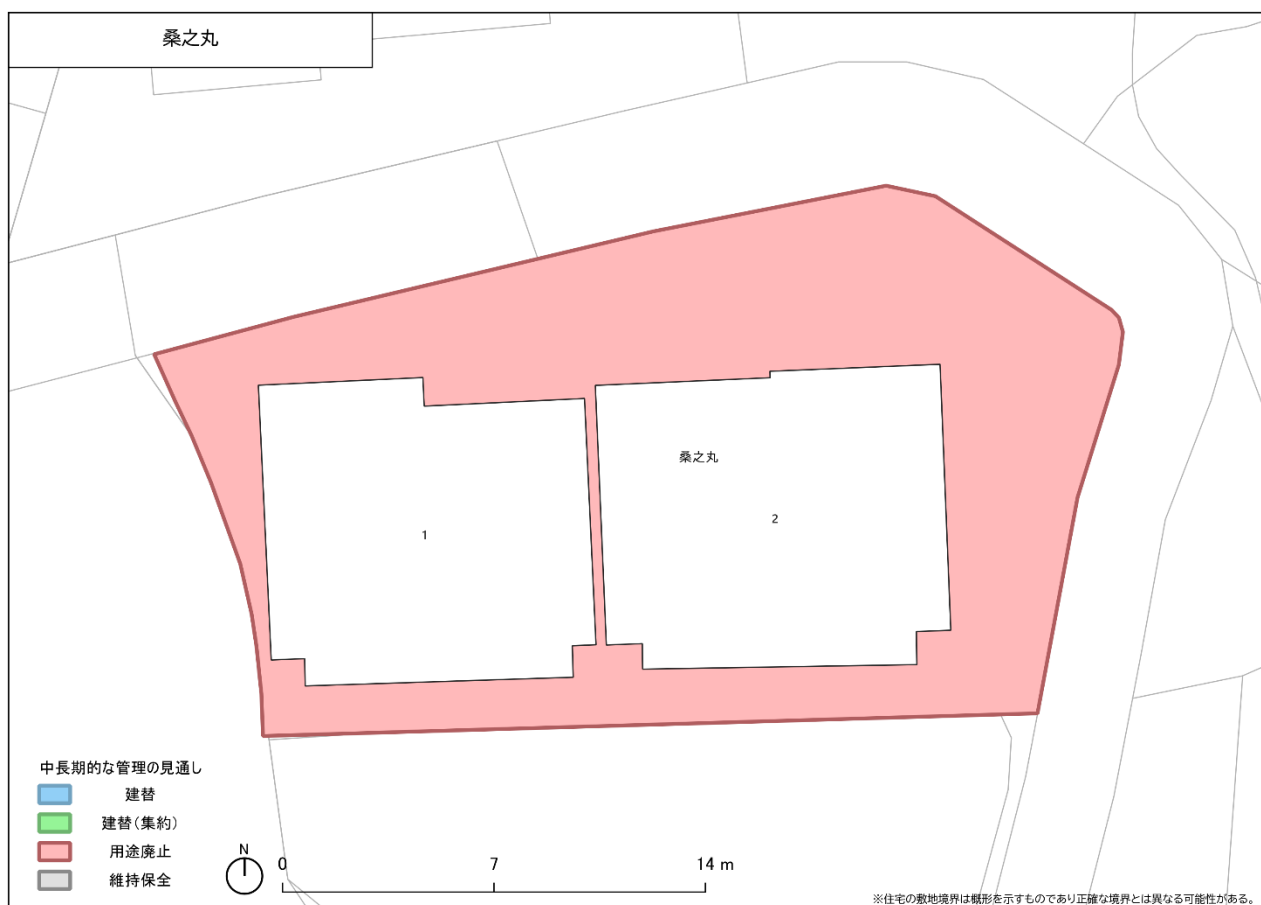 桑之丸
桑之丸
1
2
中長期的な管理の見通し
建替
建替(集約)
用途廃止
維持保全
N
0 7 14 m
※住宅の敷地境界は概形を示すものであり正確な境界とは異なる可能性がある。